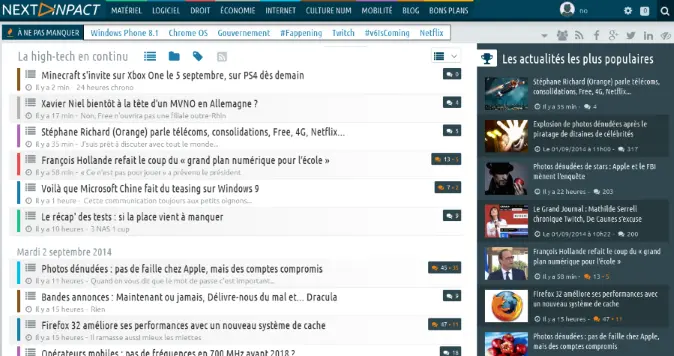 NEXT INPACT
MATÉRIEL LOGICIEL DROIT ÉCONOMIE INTERNET CULTURE NUM MOBILITÉ BLOG BONS PLANS
no
0
À NE PAS MANQUER Windows Phone 8.1 Chrome OS Gouvernement #Fappening Twitch #v6IsComing Netflix
La high-tech en continu
Minecraft s'invite sur Xbox One le 5 septembre, sur PS4 dès demain
Il y a 2 min - 24 heures chrono
Xavier Niel bientôt à la tête d'un MVNO en Allemagne ?
4
Il y a 17 min - Non, Free n'ouvrira pas une filiale outre-Rhin
Stéphane Richard (Orange) parle télécoms, consolidations, Free, 4G, Netflix...
5
Il y a 35 min - J'suis prêt à discuter avec tout le monde...
François Hollande refait le coup du « grand plan numérique pour l'école »
13 - 5
Il y a 58 min - « Ce n'est pas pour jouer » a prévenu le président
Voilà que Microsoft Chine fait du teasing sur Windows 9
Il y a 1 heure - Cette communication toujours aux petits oignons...
Le récap' des tests : si la place vient à manquer
9
Il y a 10 heures - 3 NAS 1 cup
Mardi 2 septembre 2014
Photos dénudées : pas de faille chez Apple, mais des comptes compromis
Il y a 11 heures - Quand on vous dit que le mot de passe c'est important...
Bandes annonces : Maintenant ou jamais, Délivre-nous du mal et... Dracula
9
Il y a 15 heures - Rien
Firefox 32 améliore ses performances avec un nouveau système de cache
47 - 11
Il y a 15 heures - Il ramasse aussi mieux les miettes
Opérateurs mobiles : pas de fréquences en 700 MHz avant 2018 ?
18
Les actualités les plus populaires
Stéphane Richard (Orange) parle télécoms,
consolidations, Free, 4G, Netflix...
Il y a 35 min - 4
Explosion de photos dénudées après le
piratage de dizaines de célébrités
Le 01/09/2014 à 11h00 - 317
Photos dénudées de stars : Apple et le FBI
mènent l'enquête
Il y a 22 heures - 203
Le Grand Journal : Mathilde Serrell
chronique Twitch, De Caunes s'excuse
Le 01/09/2014 à 10h22 - 200
François Hollande refait le coup du « grand
plan numérique pour l'école »
Il y a 58 min - 13 - 5
Firefox 32 améliore ses performances avec
un nouveau système de cache
Il y a 15 heures - 47 - 11
Photos dénudées : pas de faille chez Apple,
mais des comptes compromis